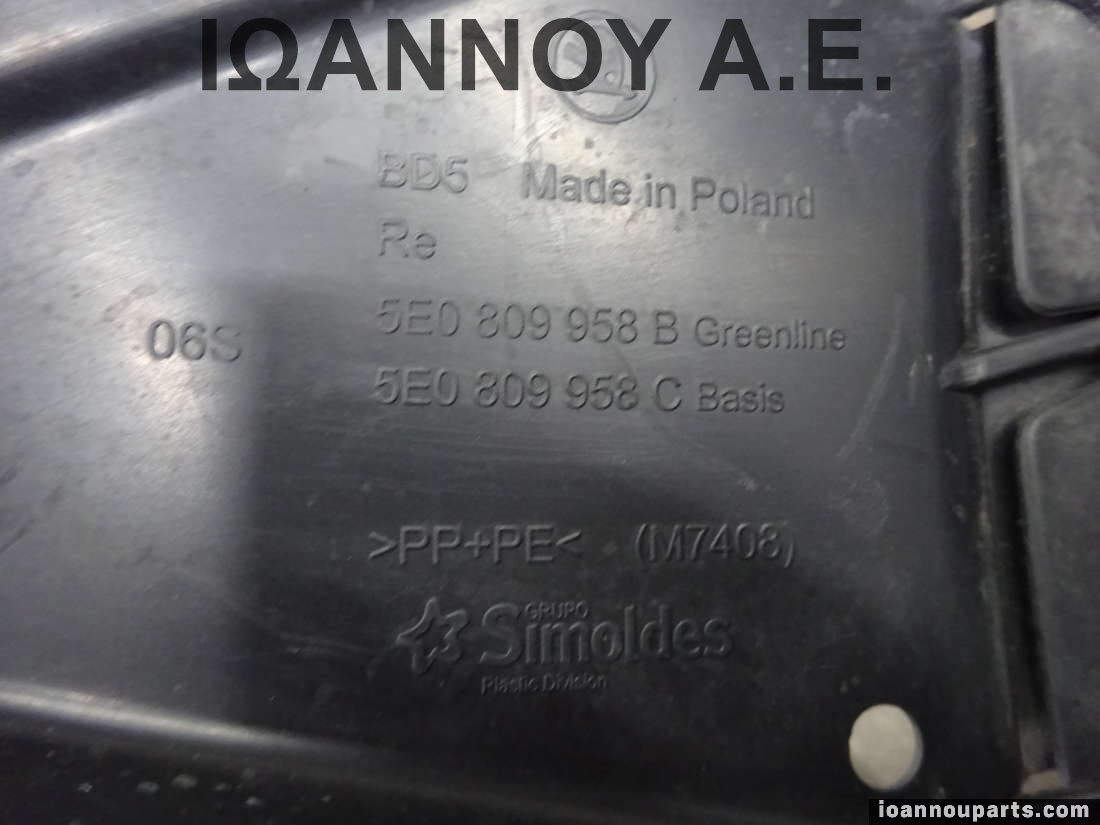 ΙΩΑΝΝΟΥ Α.Ε.
BD5 Made in Poland
Re
5E0 809 958 B Greenline
06S
5E0 809 958 C Basis
>PP+PE< (M7408)
GRUPO
Simoldes
Plastic Division
ioannouparts.com